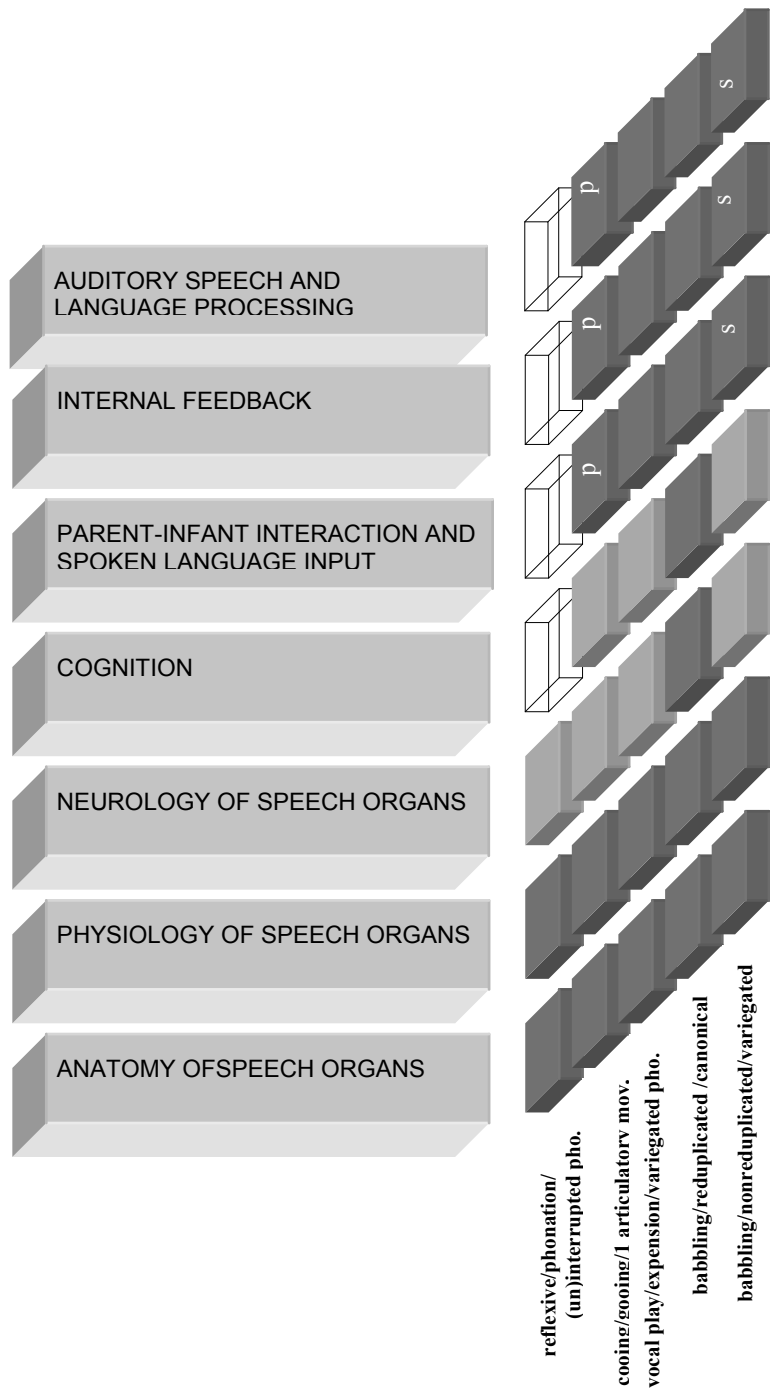 AUDITORY SPEECH AND
LANGUAGE PROCESSING
INTERNAL FEEDBACK
PARENT-INFANT INTERACTION AND
SPOKEN LANGUAGE INPUT
COGNITION
NEUROLOGY OF SPEECH ORGANS
PHYSIOLOGY OF SPEECH ORGANS
ANATOMY OFSPEECH ORGANS
p
p
p
s
s
s
reflexive/phonation/
(un)interrupted pho.
cooing/gooing/1 articulatory mov.
vocal play/expension/variegated pho.
babbling/reduplicated /canonical
babbling/nonreduplicated/variegated